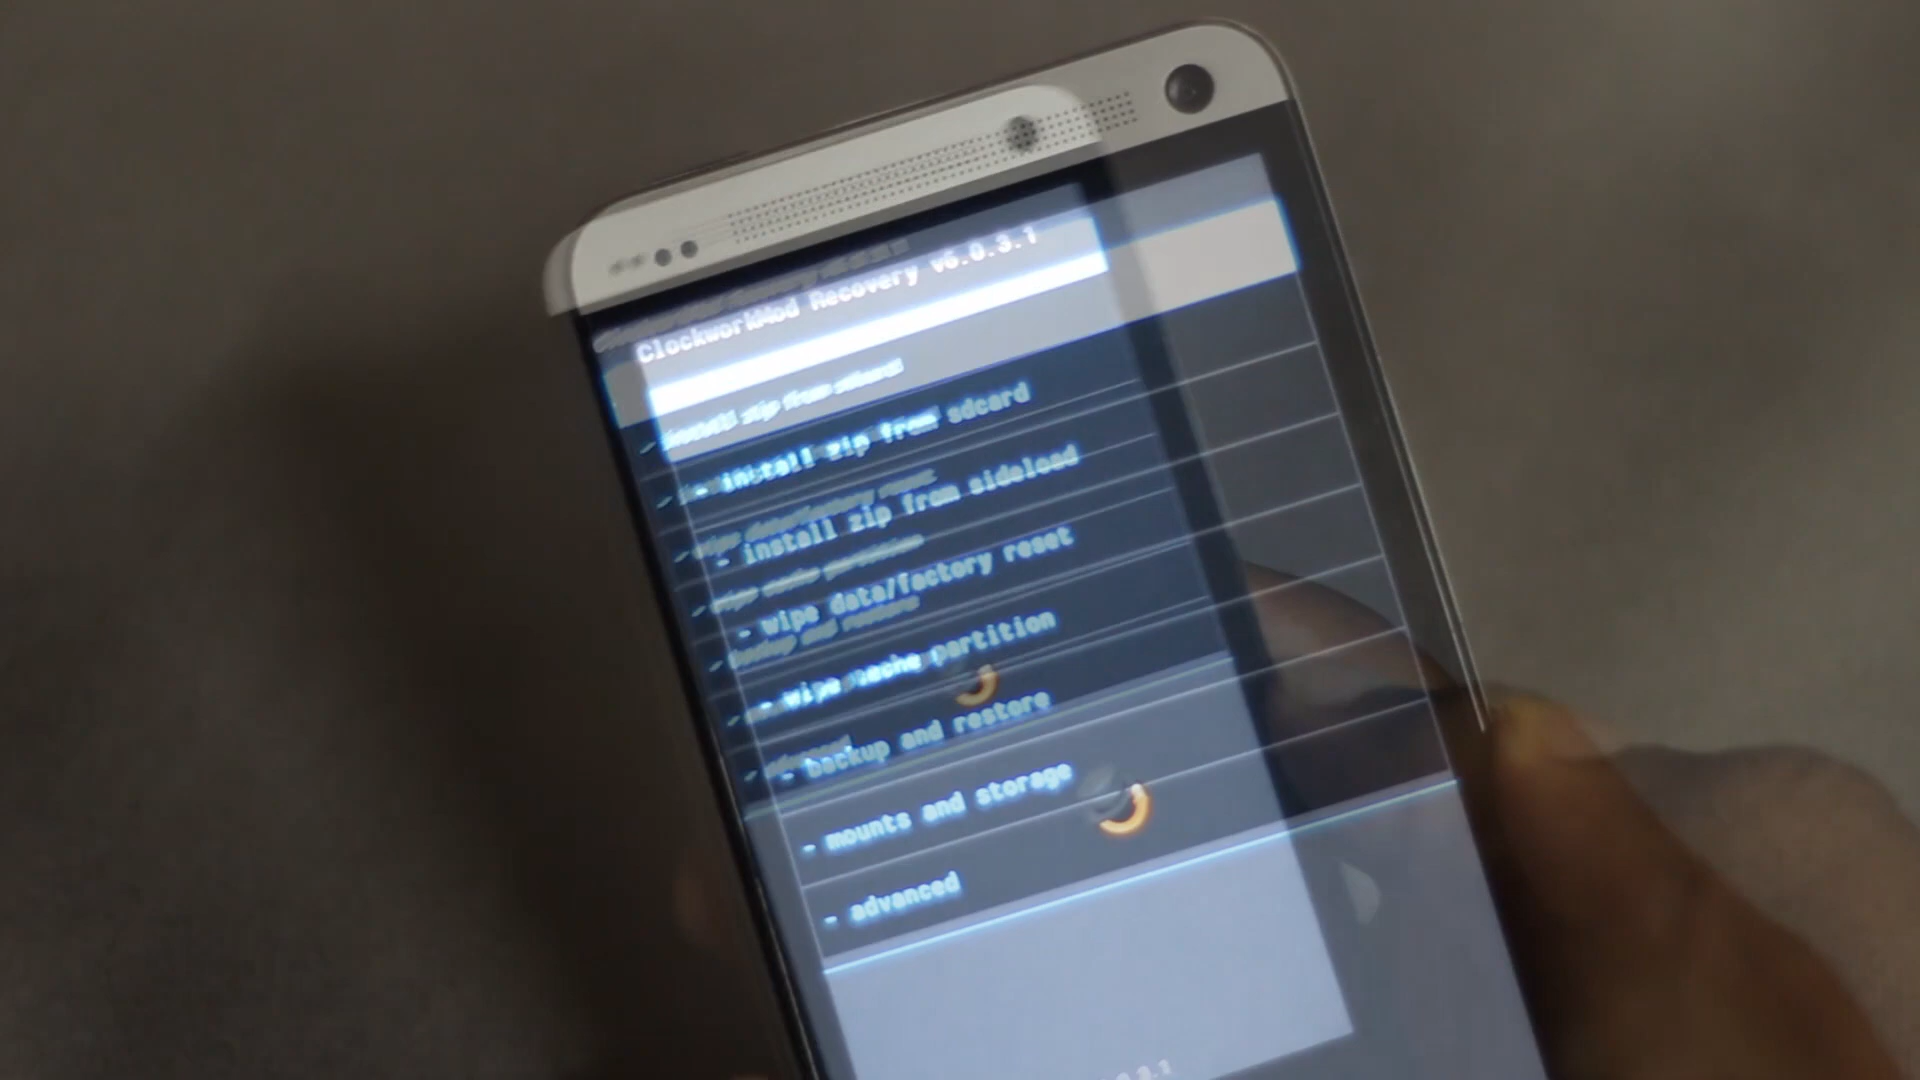 ClockworkMod Recovery v6.0.3.1
- install zip from sdcard
- install zip from sideload
- wipe data/factory reset
- wipe cache partition
- backup and restore
- mounts and storage
- advanced